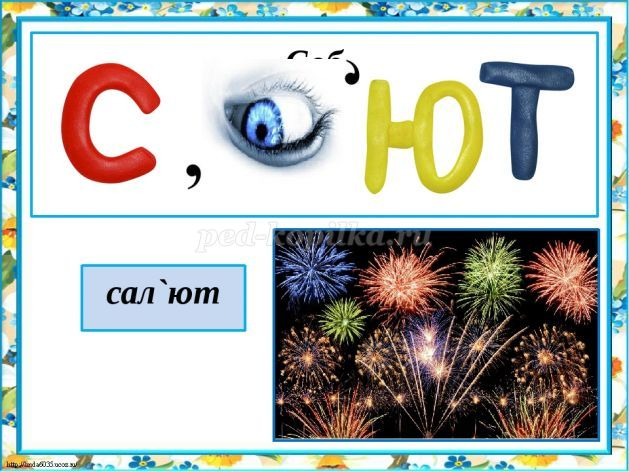 С , , ЮТ
ped-kopilka.ru
сал`ют
http://linda6035.ucoz.ru/